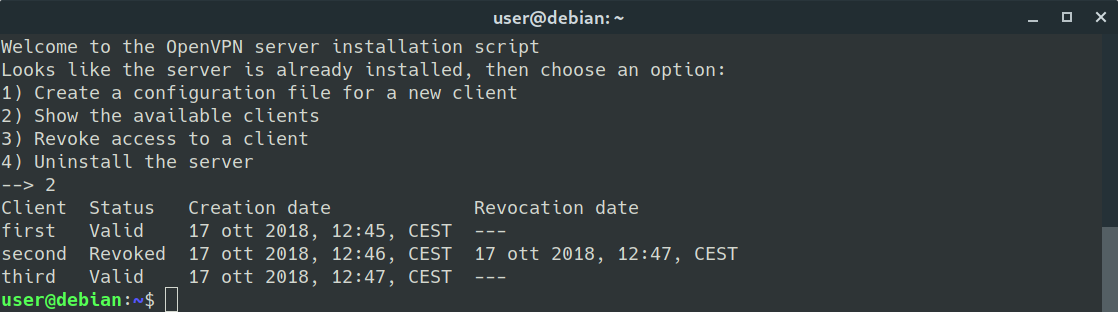 user@debian: ~
Welcome to the OpenVPN server installation script
Looks like the server is already installed, then choose an option:
1) Create a configuration file for a new client
2) Show the available clients
3) Revoke access to a client
4) Uninstall the server
--> 2
Client  Status   Creation date             Revocation date
first   Valid    17 ott 2018, 12:45, CEST  ---
second  Revoked  17 ott 2018, 12:46, CEST  17 ott 2018, 12:47, CEST
third   Valid    17 ott 2018, 12:47, CEST  ---
user@debian:~$